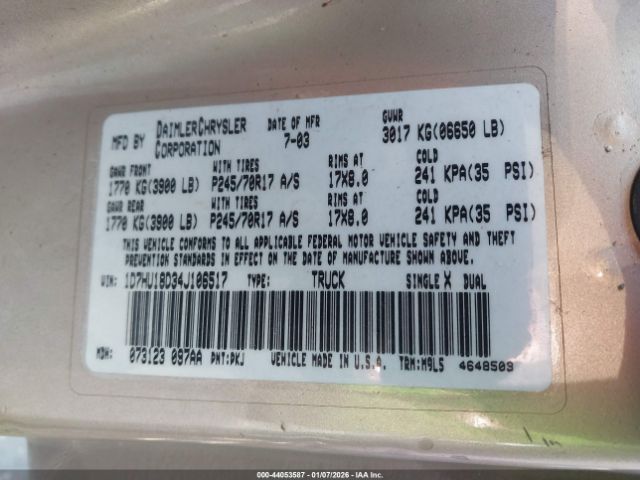 MFD BY DAIMLERCHRYSLER CORPORATION DATE OF MFR 7-03 GVWR 3017 KG(06650 LB)
GAWR FRONT WITH TIRES RIMS AT COLD
1770 KG(3900 LB) P245/70R17 A/S 17X8.0 241 KPA(35 PSI)
GAWR REAR WITH TIRES RIMS AT COLD
1770 KG(3900 LB) P245/70R17 A/S 17X8.0 241 KPA(35 PSI)
THIS VEHICLE CONFORMS TO ALL APPLICABLE FEDERAL MOTOR VEHICLE SAFETY AND THEFT
PREVENTION STANDARDS IN EFFECT ON THE DATE OF MANUFACTURE SHOWN ABOVE.
VIN: 1D7HU18D34J106517 TYPE: TRUCK SINGLE X DUAL
MDH: 073123 097AA PNT:PKJ VEHICLE MADE IN U.S.A. TRM:M9L5 4648509
000-44053587 - 01/07/2026 - IAA Inc.